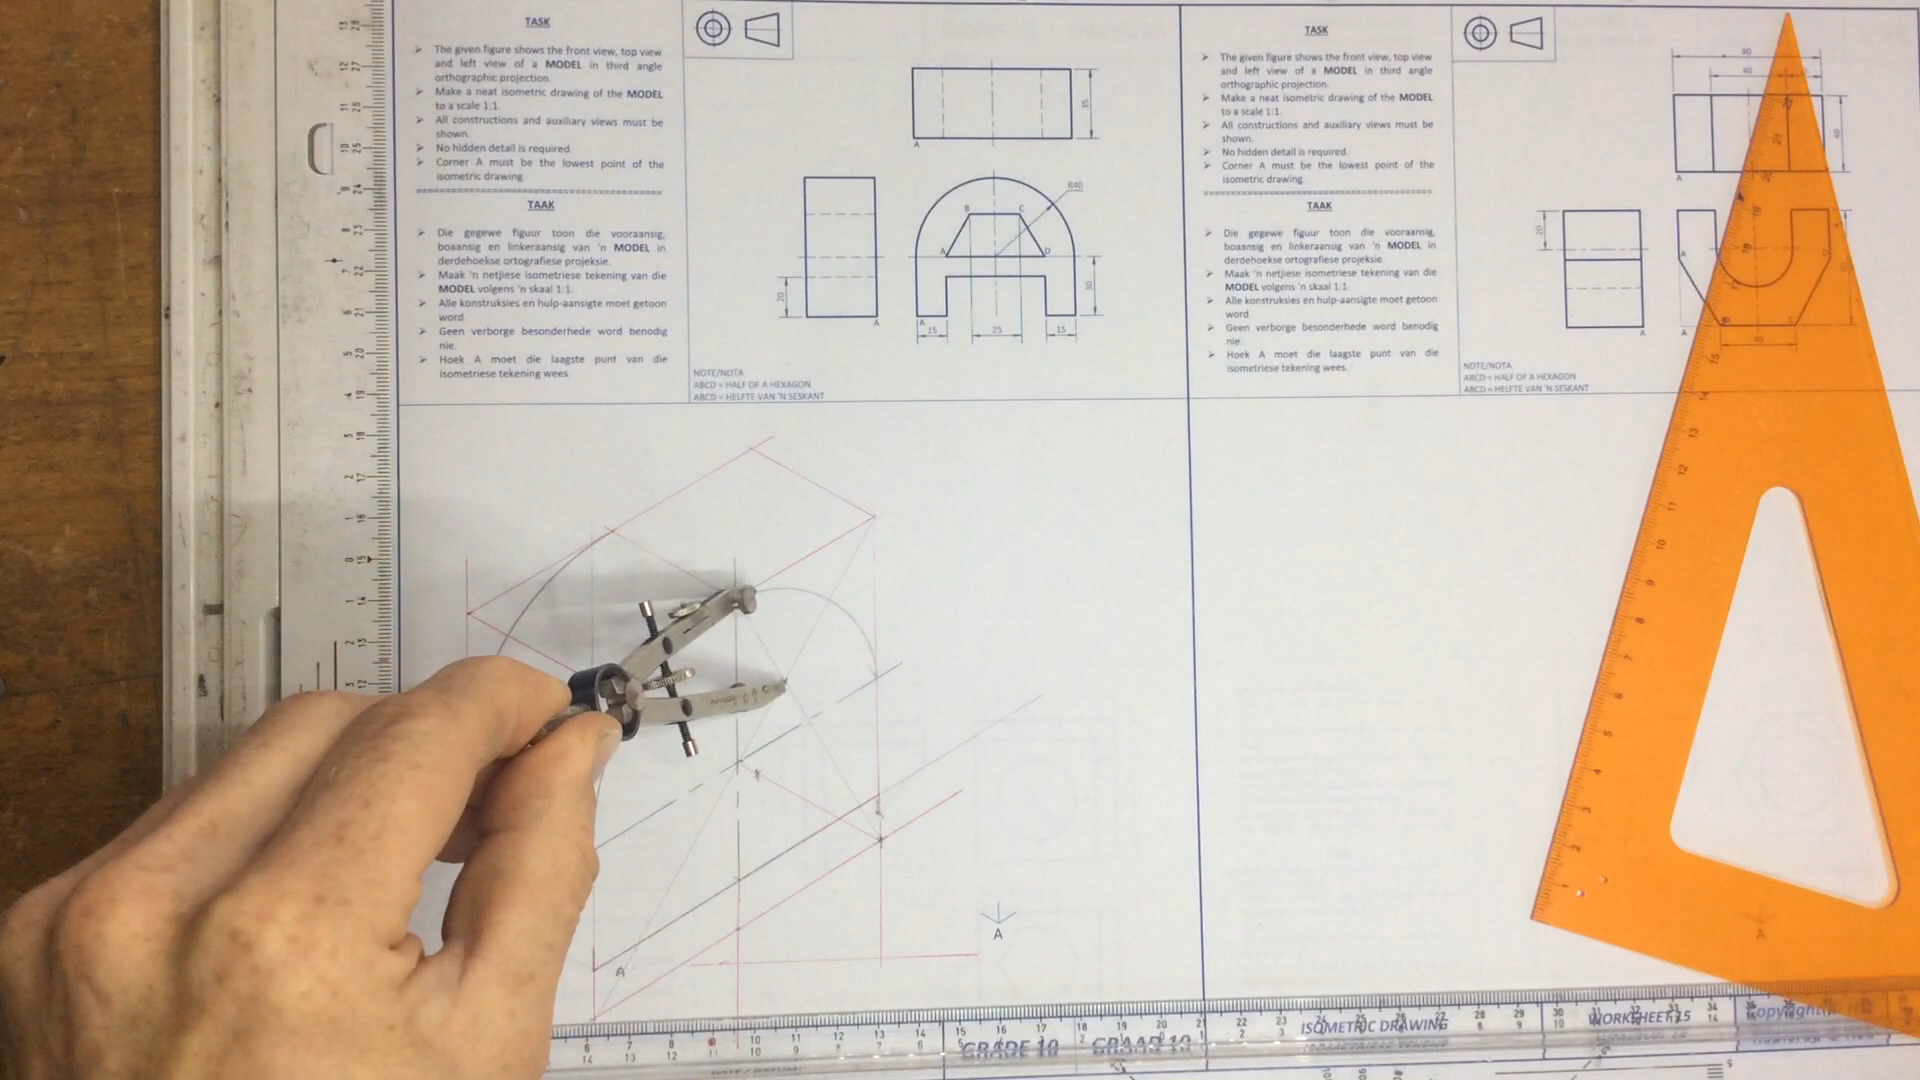 TASK
➢ The given figure shows the front view, top view
and left view of a MODEL in third angle
orthographic projection
➢ Make a neat isometric drawing of the MODEL
to a scale 1:1.
➢ All constructions and auxiliary views must be
shown.
➢ No hidden detail is required
➢ Corner A must be the lowest point of the
isometric drawing.
TAAK
➢ Die gegewe figuur toon die vooraansig,
boaansig en linkeraansig van 'n MODEL in
derdehoekse ortografiese projeksie.
➢ Maak 'n netjiese isometriese tekening van die
MODEL volgens 'n skaal 1:1.
➢ Alle konstruksies en hulp-aansigte moet getoon
word.
➢ Geen verborge besonderhede word benodig
nie.
➢ Hoek A moet die laagste punt van die
isometriese tekening wees.
35
A
R40
B C
A D
20
30
A
A
15 25 15
NOTE/NOTA
ABCD = HALF OF A HEXAGON
ABCD = HELFTE VAN 'N SESKANT
TASK
➢ The given figure shows the front view, top view
and left view of a MODEL in third angle
orthographic projection.
➢ Make a neat isometric drawing of the MODEL
to a scale 1:1.
➢ All constructions and auxiliary views must be
shown.
➢ No hidden detail is required.
➢ Corner A must be the lowest point of the
isometric drawing.
TAAK
➢ Die gegewe figuur toon die vooraansig,
boaansig en linkeraansig van 'n MODEL in
derdehoekse ortografiese projeksie.
➢ Maak 'n netjiese isometriese tekening van die
MODEL volgens 'n skaal 1:1.
➢ Alle konstruksies en hulp-aansigte moet getoon
word.
➢ Geen verborge besonderhede word benodig
nie.
➢ Hoek A moet die laagste punt van die
isometriese tekening wees.
80
40
40
A
20
A
A
A
NOTE/NOTA
ABCD = HALF OF A HEXAGON
ABCD = HELFTE VAN 'N SESKANT
A
A
A
ISOMETRIC DRAWING
WORKSHEET 15
Copyright
GRADE 10
GRAAD 10